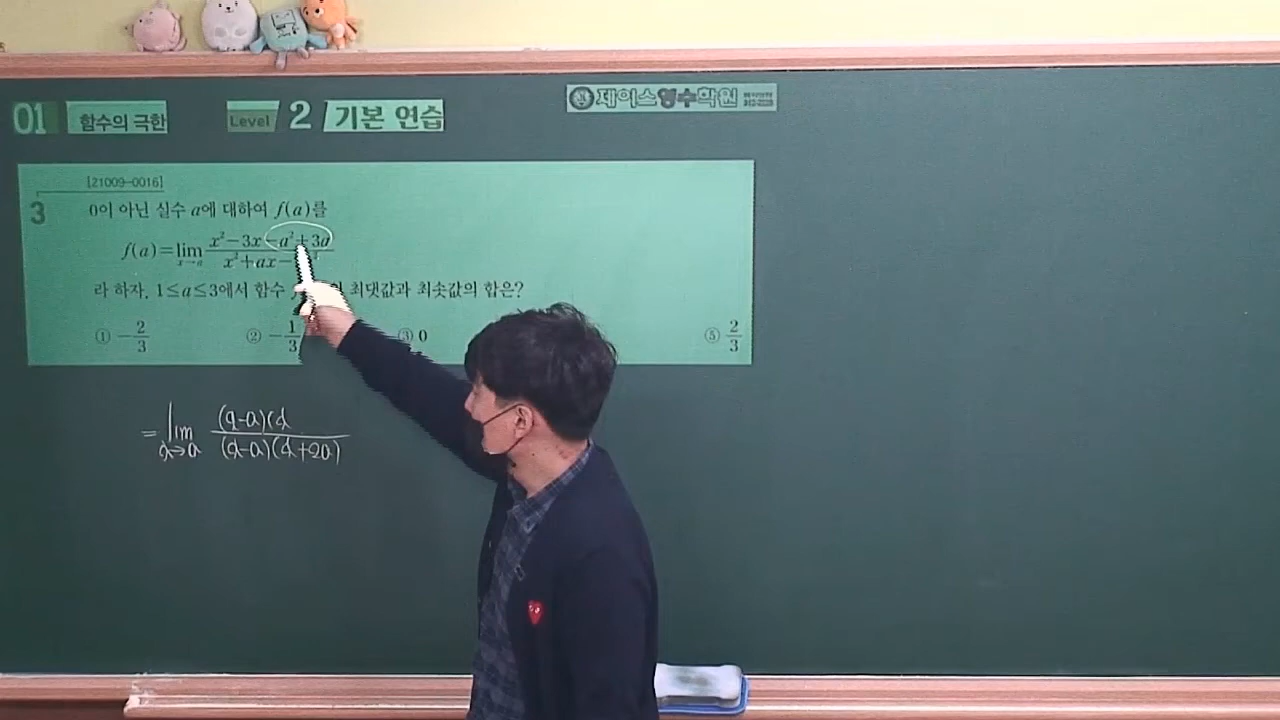 01 함수의 극한 Level 2 기본 연습
제이스영수학원
[21009-0016]
3 0이 아닌 실수 a에 대하여 f(a)를
f(a)=lim x→a x²-3x-a²+3a / x²+ax-
라 하자. 1≤a≤3에서 함수 최댓값과 최솟값의 합은?
① -2/3 ② -1/3 ③ 0 ⑤ 2/3
= lim x→a (x-a)(x / (x-a)(x+2a)